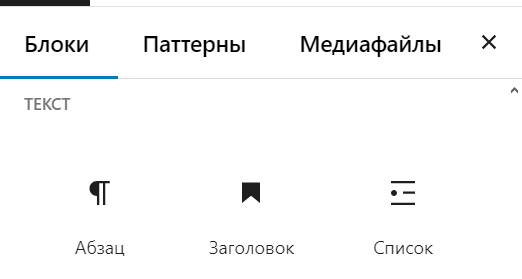 Блоки Паттерны Медиафайлы
ТЕКСТ
Абзац Заголовок Список